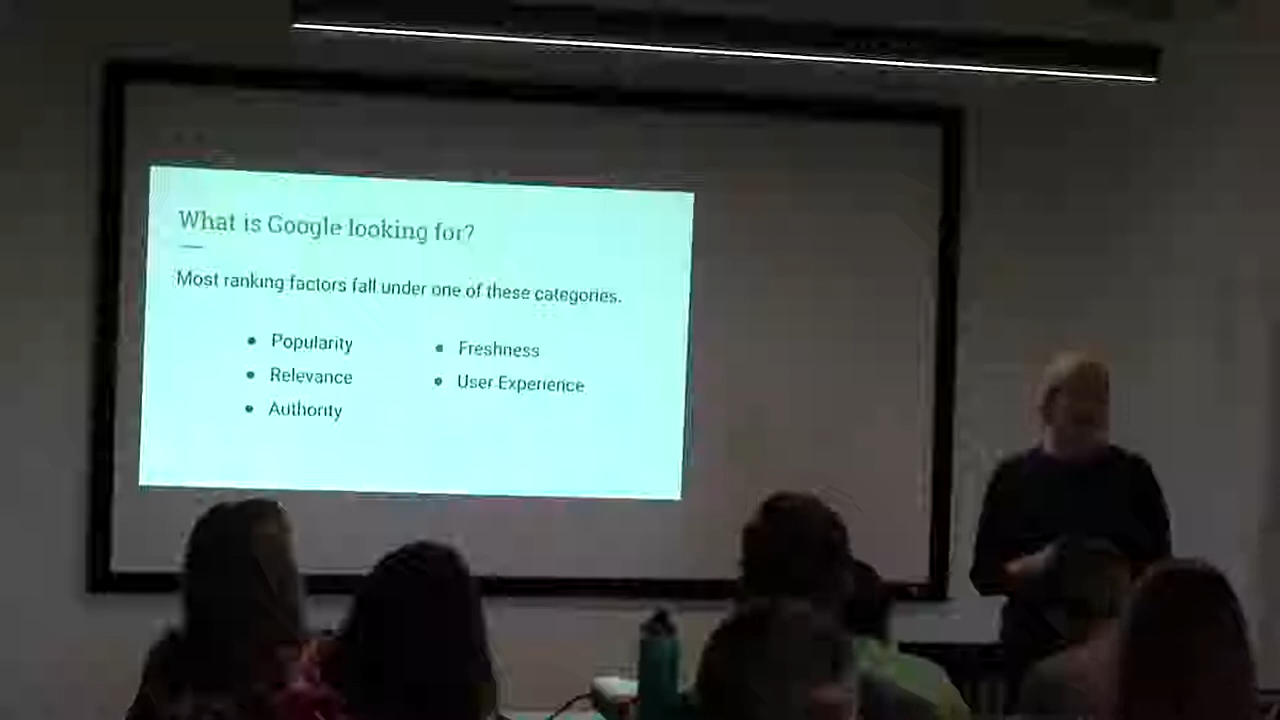 What is Google looking for?
Most ranking factors fall under one of these categories.
Popularity
Relevance
Authority
Freshness
User Experience